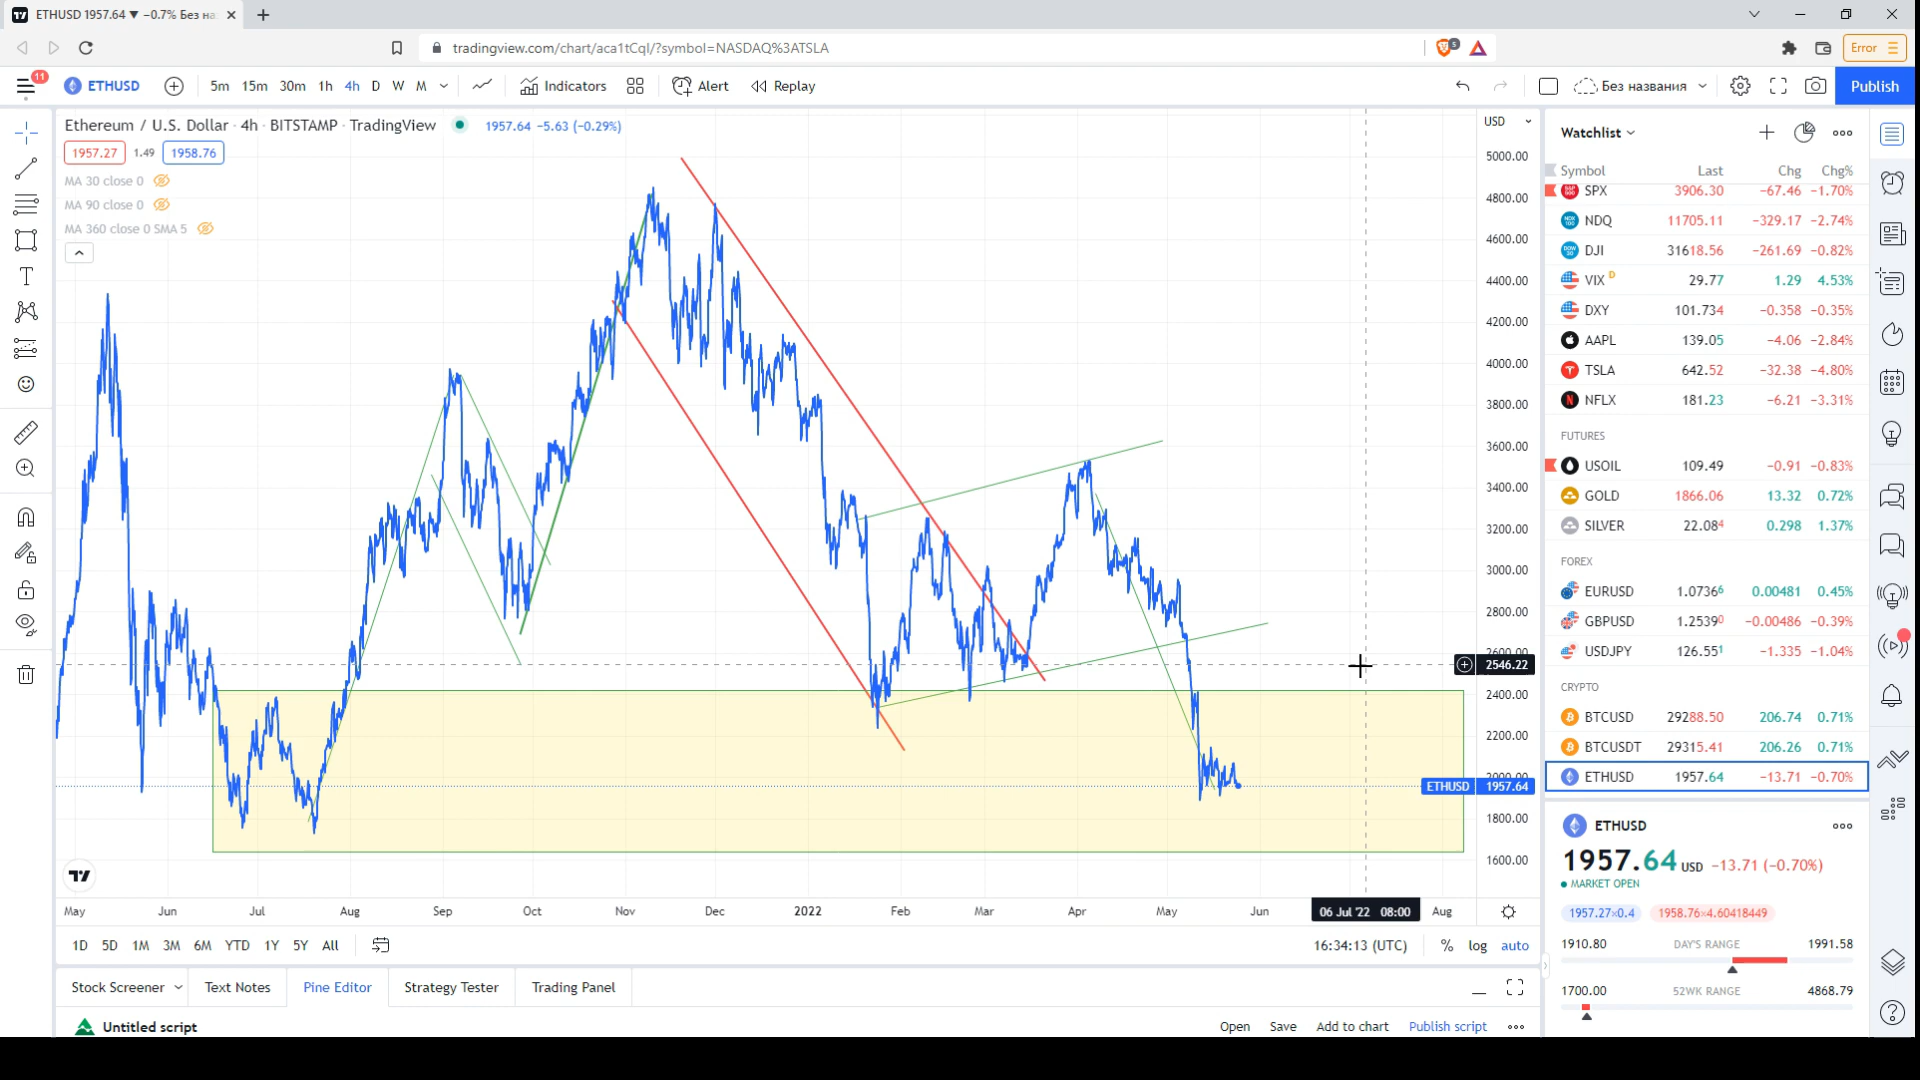 ETHUSD 1957.64 ▼ −0.7% Без на
tradingview.com/chart/aca1tCql/?symbol=NASDAQ%3ATSLA
5
Error
11
ETHUSD
5m 15m 30m 1h 4h D W M
Indicators
Alert
Replay
Без названия
Publish
Ethereum / U.S. Dollar · 4h · BITSTAMP · TradingView
1957.64 −5.63 (−0.29%)
1957.27 1.49 1958.76
MA 30 close 0
MA 90 close 0
MA 360 close 0 SMA 5
USD
5000.00
4800.00
4600.00
4400.00
4200.00
4000.00
3800.00
3600.00
3400.00
3200.00
3000.00
2800.00
2600.00
2546.22
2400.00
2200.00
2000.00
ETHUSD 1957.64
1800.00
1600.00
May Jun Jul Aug Sep Oct Nov Dec 2022 Feb Mar Apr May Jun 06 Jul '22 08:00 Aug
1D 5D 1M 3M 6M YTD 1Y 5Y All
16:34:13 (UTC) % log auto
Stock Screener Text Notes Pine Editor Strategy Tester Trading Panel
Untitled script
Open Save Add to chart Publish script
Watchlist
Symbol Last Chg Chg%
SPX 3906.30 −67.46 −1.70%
NDQ 11705.11 −329.17 −2.74%
DJI 31618.56 −261.69 −0.82%
VIX D 29.77 1.29 4.53%
DXY 101.734 −0.358 −0.35%
AAPL 139.05 −4.06 −2.84%
TSLA 642.52 −32.38 −4.80%
NFLX 181.23 −6.21 −3.31%
FUTURES
USOIL 109.49 −0.91 −0.83%
GOLD 1866.06 13.32 0.72%
SILVER 22.084 0.298 1.37%
FOREX
EURUSD 1.07366 0.00481 0.45%
GBPUSD 1.25390 −0.00486 −0.39%
USDJPY 126.551 −1.335 −1.04%
CRYPTO
BTCUSD 29288.50 206.74 0.71%
BTCUSDT 29315.41 206.26 0.71%
ETHUSD 1957.64 −13.71 −0.70%
ETHUSD
1957.64 USD −13.71 (−0.70%)
MARKET OPEN
1957.27×0.4 1958.76×4.60418449
1910.80 DAY'S RANGE 1991.58
1700.00 52WK RANGE 4868.79